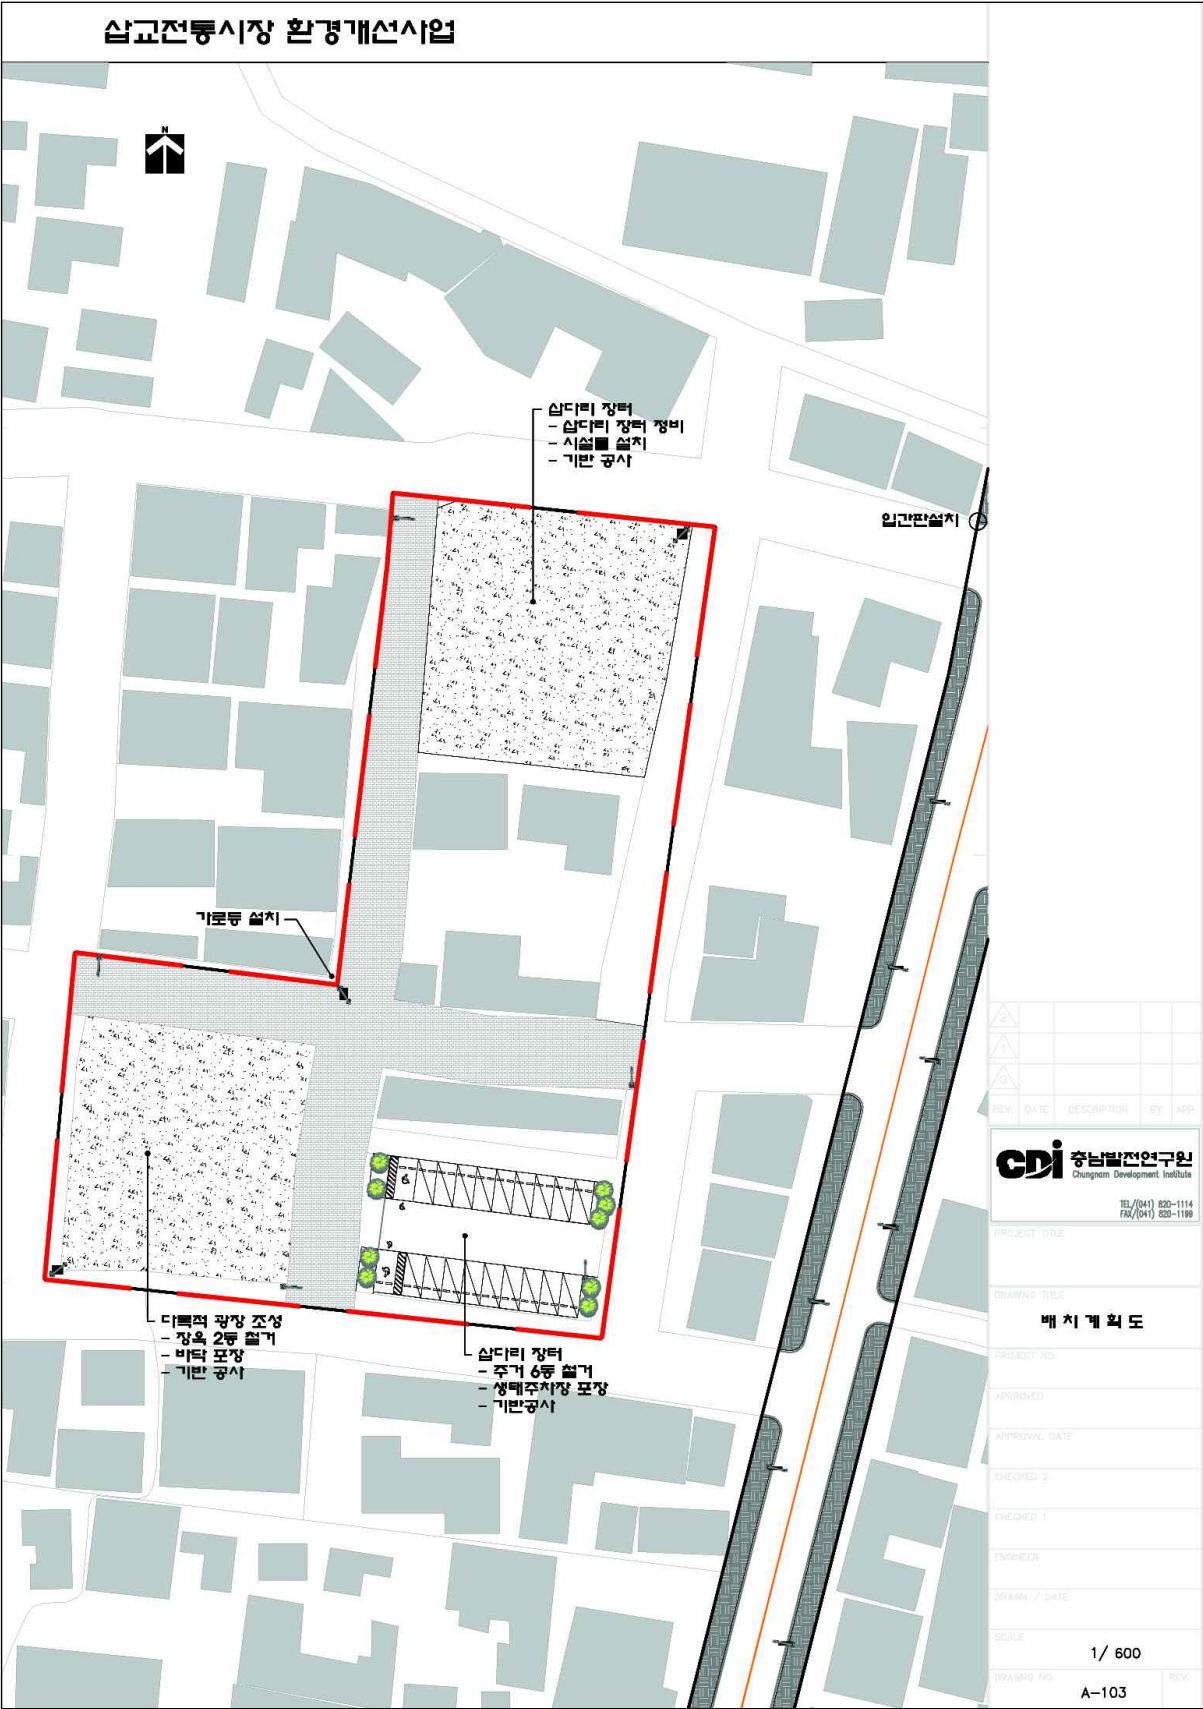 삽교전통시장 환경개선사업
N
삽다리 장터
- 삽다리 장터 정비
- 시설물 설치
- 기반 공사
입간판설치
가로등 설치
다목적 광장 조성
- 장옥 2동 철거
- 바닥 포장
- 기반 공사
삽다리 장터
- 주거 6동 철거
- 생태주차장 포장
- 기반공사
2
1
0
REV. DATE DESCRIPTION BY APP
CDI 충남발전연구원
Chungnam Development Institute
TEL/(041) 820-1114
FAX/(041) 820-1199
PROJECT TITLE
DRAWING TITLE
배 치 계 획 도
PROJECT NO.
APPROVED
APPROVAL DATE
CHECKED 2
CHECKED 1
ENGINEER
DRAWN / DATE
SCALE
1/ 600
DRAWING NO. REV.
A-103